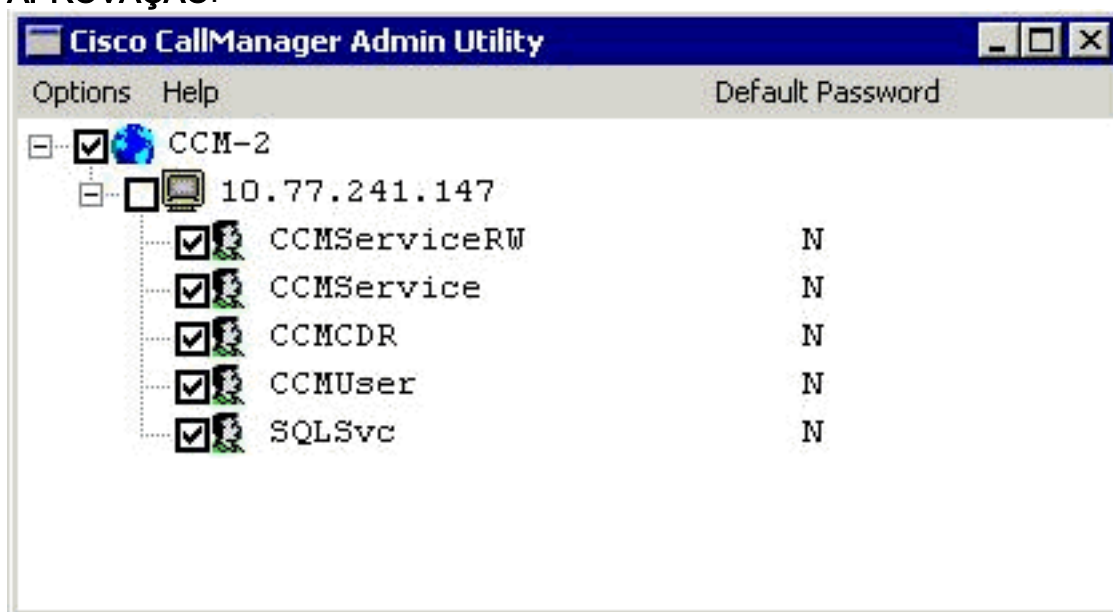 APROVAÇÃO.
Cisco CallManager Admin Utility
Options Help Default Password
CCM-2
10.77.241.147
CCMServiceRW N
CCMService N
CCMCDR N
CCMUser N
SQLSvc N